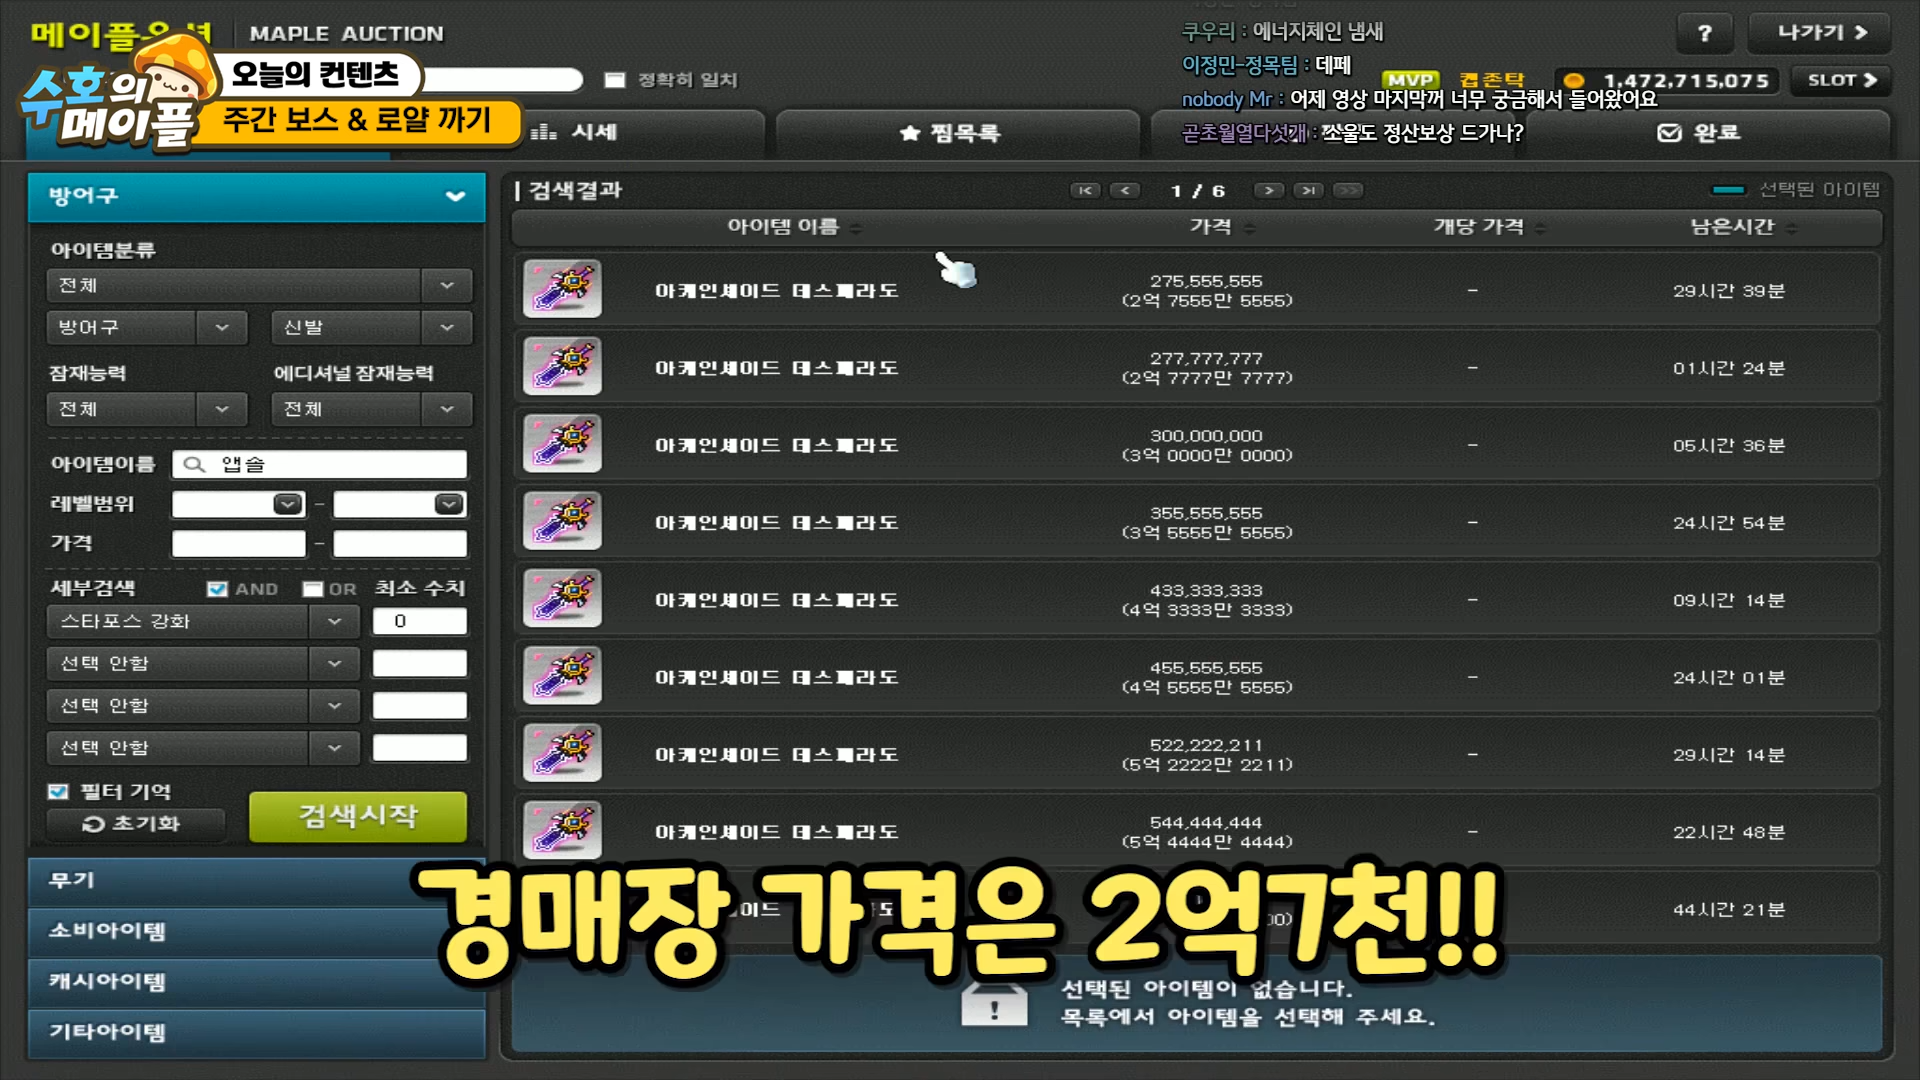 메이플옥션 MAPLE AUCTION
수호의 메이플
오늘의 컨텐츠
주간 보스 & 로얄 까기
정확히 일치
쿠우리 : 에너지체인 냄새
이정민-정목팀 : 데페
nobody Mr : 어제 영상 마지막꺼 너무 궁금해서 들어왔어요
곧초월열다섯개 : 쏘울도 정산보상 드가나?
MVP 킵존탁 1,472,715,075 SLOT
? 나가기
시세
찜목록
완료
방어구
아이템분류
전체
방어구 신발
잠재능력 에디셔널 잠재능력
전체 전체
아이템이름 앱솔
레벨범위 -
가격 -
세부검색 AND OR 최소 수치
스타포스 강화 0
선택 안함
선택 안함
선택 안함
필터 기억
초기화
검색시작
무기
소비아이템
캐시아이템
기타아이템
검색결과 1 / 6 선택된 아이템
아이템 이름 가격 개당 가격 남은시간
아케인셰이드 데스페라도 275,555,555 (2억 7555만 5555) - 29시간 39분
아케인셰이드 데스페라도 277,777,777 (2억 7777만 7777) - 01시간 24분
아케인셰이드 데스페라도 300,000,000 (3억 0000만 0000) - 05시간 36분
아케인셰이드 데스페라도 355,555,555 (3억 5555만 5555) - 24시간 54분
아케인셰이드 데스페라도 433,333,333 (4억 3333만 3333) - 09시간 14분
아케인셰이드 데스페라도 455,555,555 (4억 5555만 5555) - 24시간 01분
아케인셰이드 데스페라도 522,222,211 (5억 2222만 2211) - 29시간 14분
아케인셰이드 데스페라도 544,444,444 (5억 4444만 4444) - 22시간 48분
44시간 21분
경매장 가격은 2억7천!!
선택된 아이템이 없습니다.
목록에서 아이템을 선택해 주세요.